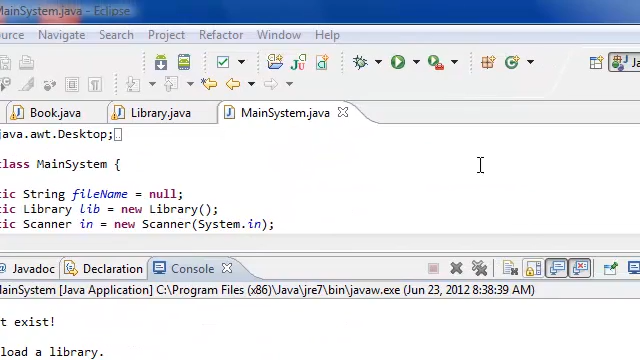 MainSystem.java - Eclipse
ource Navigate Search Project Refactor Window Help
Ja
Book.java Library.java MainSystem.java
java.awt.Desktop;
lass MainSystem {
tic String fileName = null;
tic Library lib = new Library();
tic Scanner in = new Scanner(System.in);
Javadoc Declaration Console
MainSystem [Java Application] C:\Program Files (x86)\Java\jre7\bin\javaw.exe (Jun 23, 2012 8:38:39 AM)
t exist!
load a library.